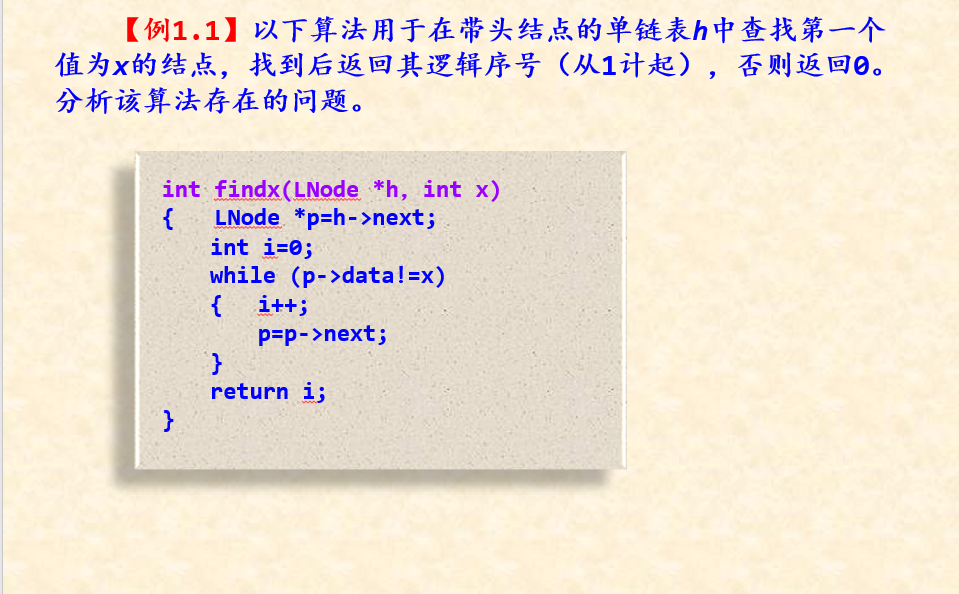 【例1.1】以下算法用于在带头结点的单链表h中查找第一个
值为x的结点，找到后返回其逻辑序号（从1计起），否则返回0。
分析该算法存在的问题。
int findx(LNode *h, int x)
{ LNode *p=h->next;
int i=0;
while (p->data!=x)
{ i++;
p=p->next;
}
return i;
}